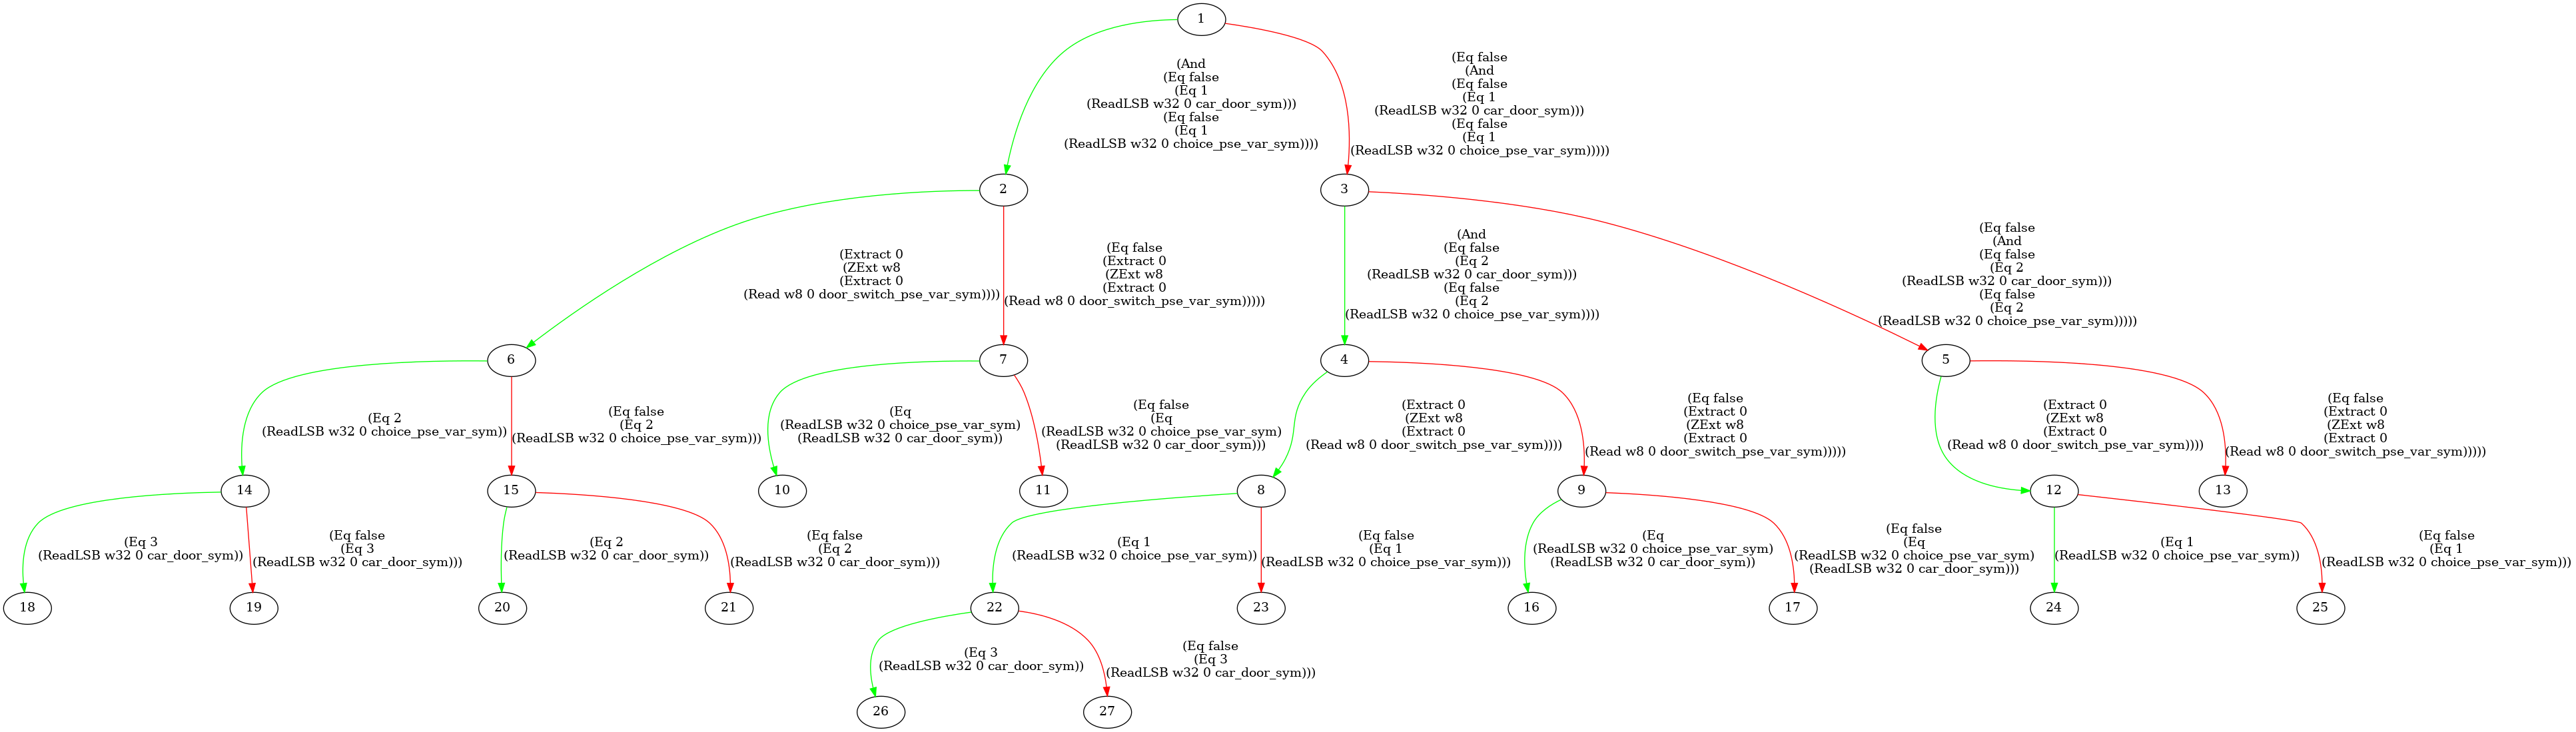 1
(And
(Eq false
(Eq 1
(ReadLSB w32 0 car_door_sym)))
(Eq false
(Eq 1
(ReadLSB w32 0 choice_pse_var_sym))))
(Eq false
(And
(Eq false
(Eq 1
(ReadLSB w32 0 car_door_sym)))
(Eq false
(Eq 1
(ReadLSB w32 0 choice_pse_var_sym)))))
2
3
(Extract 0
(ZExt w8
(Extract 0
(Read w8 0 door_switch_pse_var_sym))))
(Eq false
(Extract 0
(ZExt w8
(Extract 0
(Read w8 0 door_switch_pse_var_sym)))))
(And
(Eq false
(Eq 2
(ReadLSB w32 0 car_door_sym)))
(Eq false
(Eq 2
(ReadLSB w32 0 choice_pse_var_sym))))
(Eq false
(And
(Eq false
(Eq 2
(ReadLSB w32 0 car_door_sym)))
(Eq false
(Eq 2
(ReadLSB w32 0 choice_pse_var_sym)))))
6
7
4
5
(Eq 2
(ReadLSB w32 0 choice_pse_var_sym))
(Eq false
(Eq 2
(ReadLSB w32 0 choice_pse_var_sym)))
(Eq
(ReadLSB w32 0 choice_pse_var_sym)
(ReadLSB w32 0 car_door_sym))
(Eq false
(Eq
(ReadLSB w32 0 choice_pse_var_sym)
(ReadLSB w32 0 car_door_sym)))
(Extract 0
(ZExt w8
(Extract 0
(Read w8 0 door_switch_pse_var_sym))))
(Eq false
(Extract 0
(ZExt w8
(Extract 0
(Read w8 0 door_switch_pse_var_sym)))))
(Extract 0
(ZExt w8
(Extract 0
(Read w8 0 door_switch_pse_var_sym))))
(Eq false
(Extract 0
(ZExt w8
(Extract 0
(Read w8 0 door_switch_pse_var_sym)))))
14
15
10
11
8
9
12
13
(Eq 3
(ReadLSB w32 0 car_door_sym))
(Eq false
(Eq 3
(ReadLSB w32 0 car_door_sym)))
(Eq 2
(ReadLSB w32 0 car_door_sym))
(Eq false
(Eq 2
(ReadLSB w32 0 car_door_sym)))
(Eq 1
(ReadLSB w32 0 choice_pse_var_sym))
(Eq false
(Eq 1
(ReadLSB w32 0 choice_pse_var_sym)))
(Eq
(ReadLSB w32 0 choice_pse_var_sym)
(ReadLSB w32 0 car_door_sym))
(Eq false
(Eq
(ReadLSB w32 0 choice_pse_var_sym)
(ReadLSB w32 0 car_door_sym)))
(Eq 1
(ReadLSB w32 0 choice_pse_var_sym))
(Eq false
(Eq 1
(ReadLSB w32 0 choice_pse_var_sym)))
18
19
20
21
22
23
16
17
24
25
(Eq 3
(ReadLSB w32 0 car_door_sym))
(Eq false
(Eq 3
(ReadLSB w32 0 car_door_sym)))
26
27